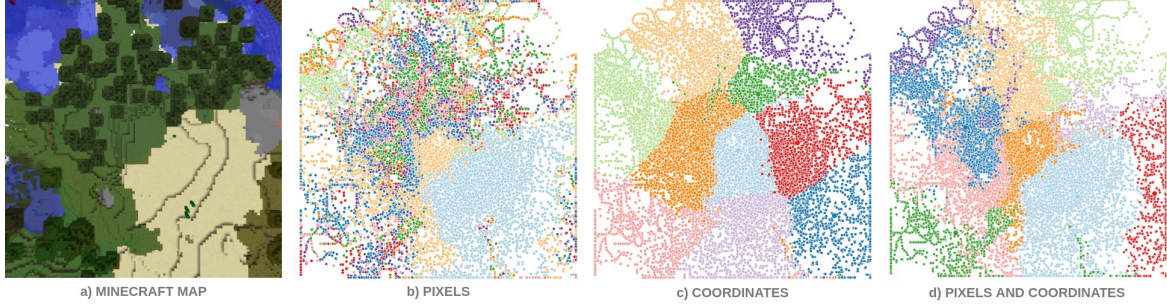 a) MINECRAFT MAP
b) PIXELS
c) COORDINATES
d) PIXELS AND COORDINATES